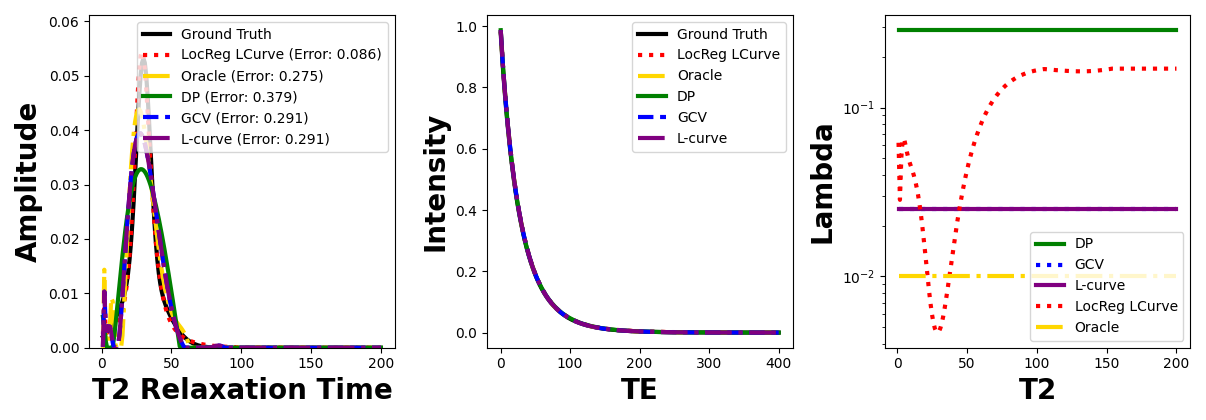 0.06
0.05
0.04
0.03
0.02
0.01
0.00
Amplitude
0
50
100
150
200
T2 Relaxation Time
Ground Truth
LocReg LCurve (Error: 0.086)
Oracle (Error: 0.275)
DP (Error: 0.379)
GCV (Error: 0.291)
L-curve (Error: 0.291)
1.0
0.8
0.6
0.4
0.2
0.0
Intensity
0
100
200
300
400
TE
Ground Truth
LocReg LCurve
Oracle
DP
GCV
L-curve
10⁻¹
10⁻²
Lambda
0
50
100
150
200
T2
DP
GCV
L-curve
LocReg LCurve
Oracle